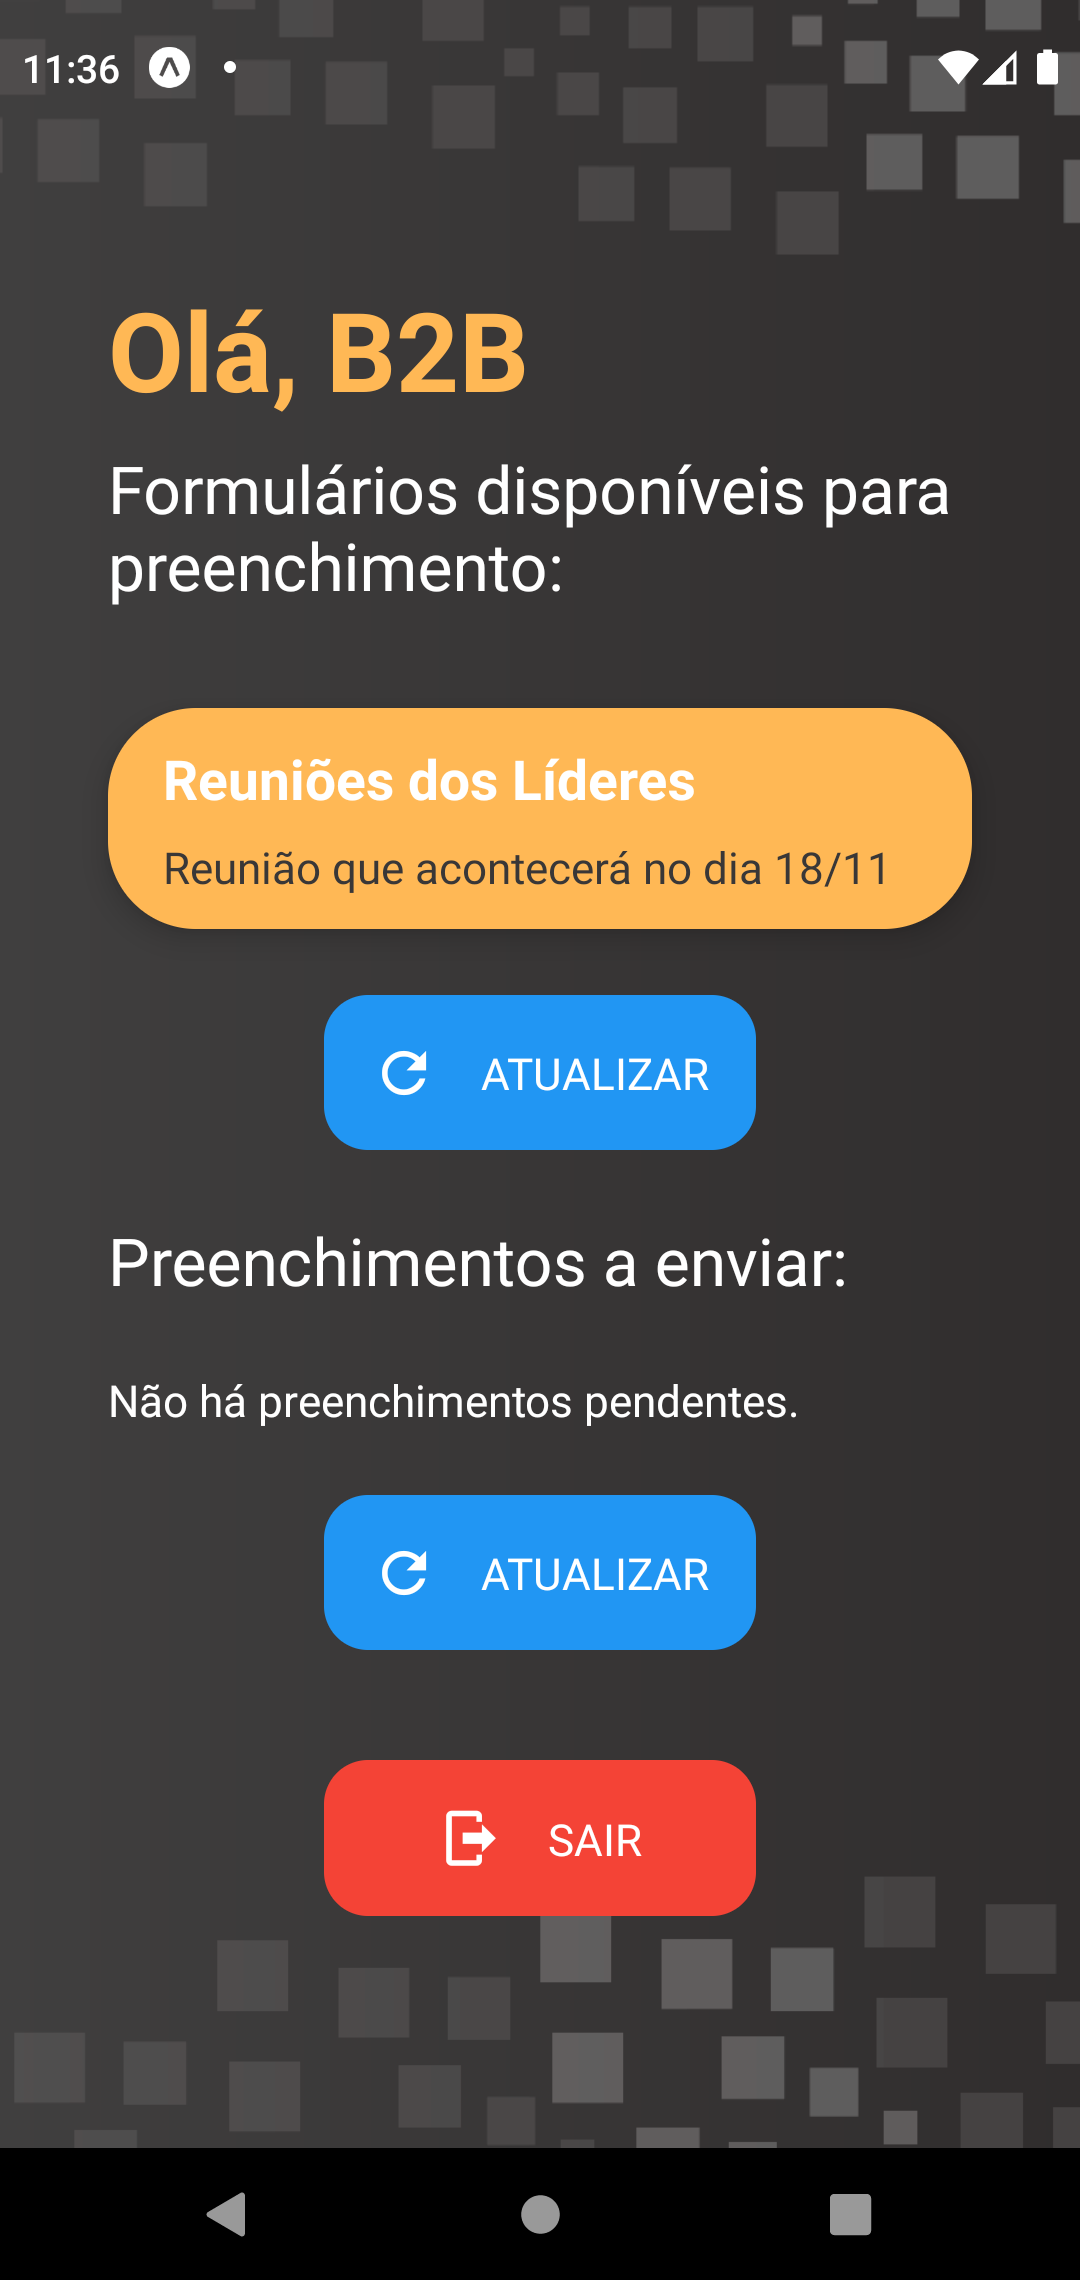 11:36
Olá, B2B
Formulários disponíveis para
preenchimento:
Reuniões dos Líderes
Reunião que acontecerá no dia 18/11
ATUALIZAR
Preenchimentos a enviar:
Não há preenchimentos pendentes.
ATUALIZAR
SAIR